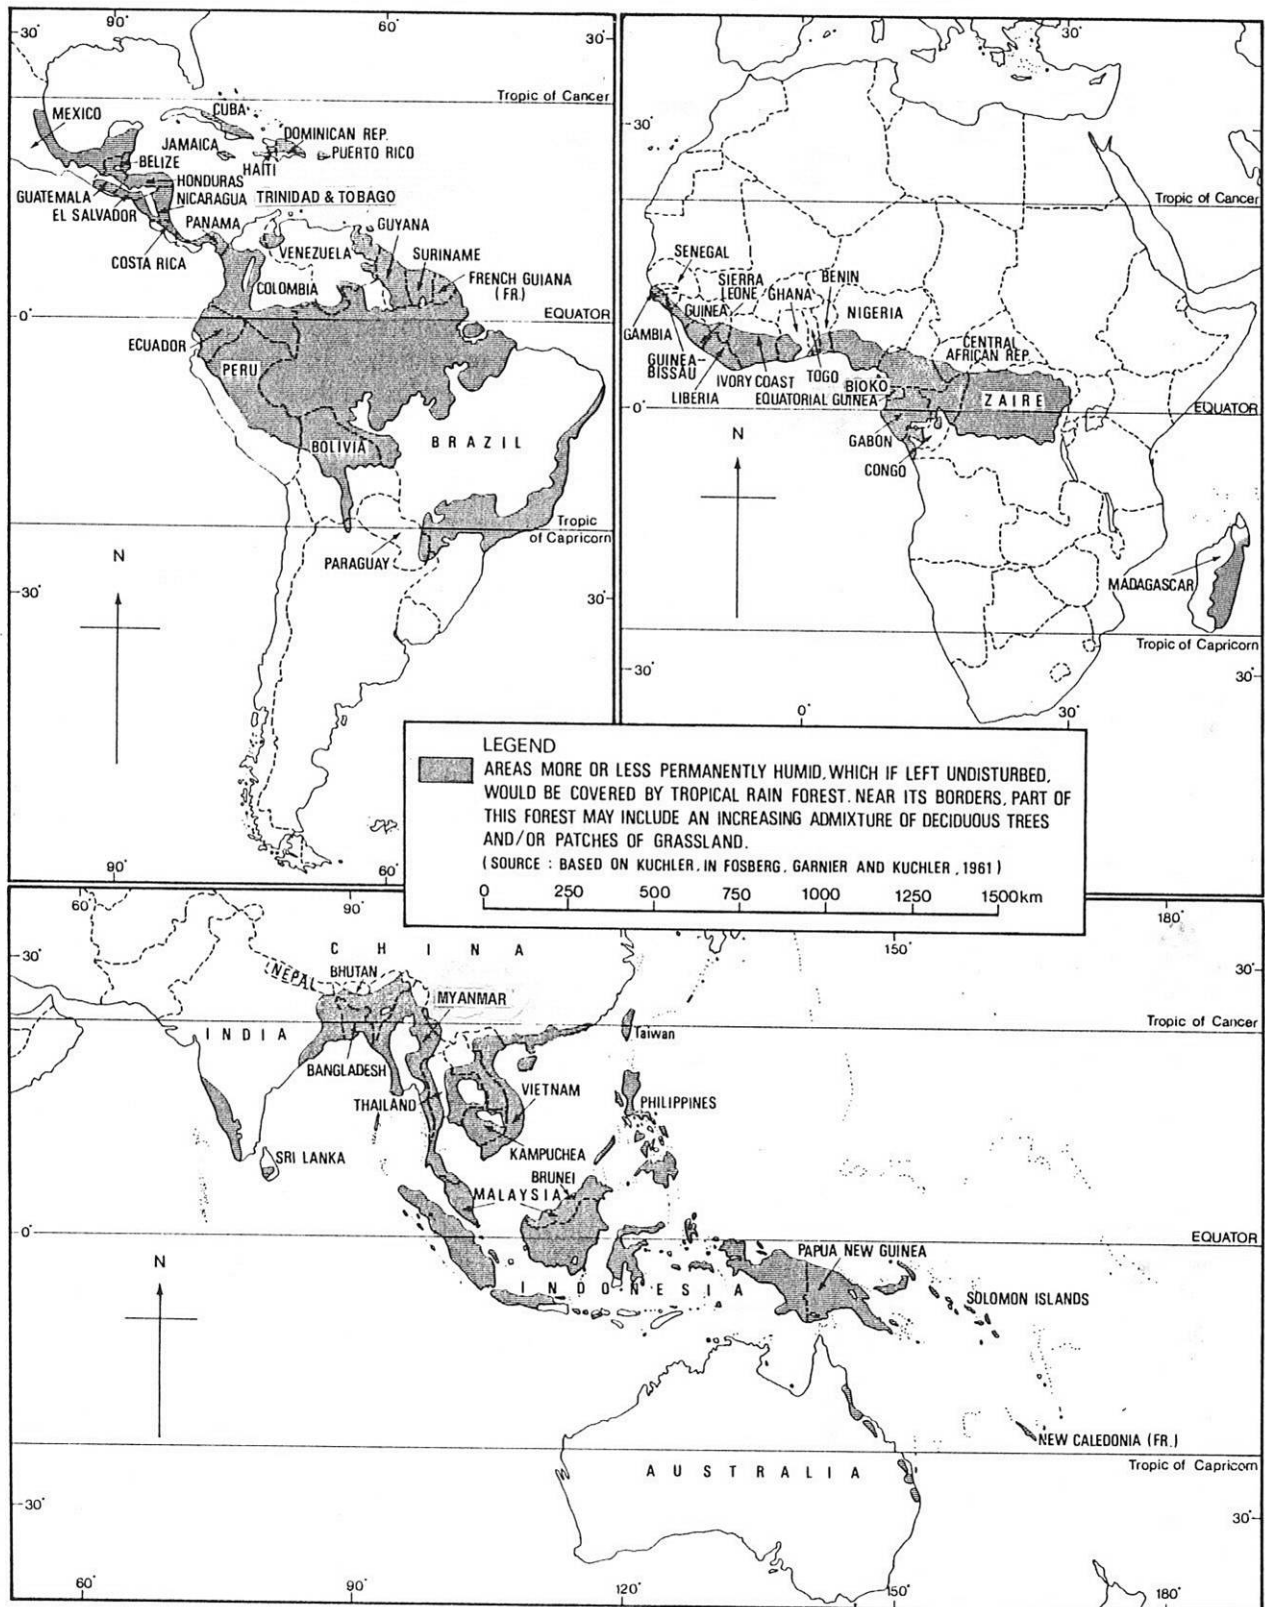 90°
60°
30°
30°
Tropic of Cancer
MEXICO
CUBA
JAMAICA
DOMINICAN REP.
PUERTO RICO
HAITI
BELIZE
HONDURAS
GUATEMALA
NICARAGUA
EL SALVADOR
TRINIDAD & TOBAGO
PANAMA
GUYANA
COSTA RICA
VENEZUELA
SURINAME
COLOMBIA
FRENCH GUIANA
(FR.)
0°
EQUATOR
ECUADOR
PERU
BRAZIL
BOLIVIA
Tropic
of Capricorn
PARAGUAY
N
30°
30°
90°
60°
30°
30°
Tropic of Cancer
SENEGAL
SIERRA
LEONE
BENIN
GHANA
GUINEA
NIGERIA
GAMBIA
CENTRAL
AFRICAN REP.
GUINEA-
BISSAU
TOGO
IVORY COAST
BIOKO
LIBERIA
EQUATORIAL GUINEA
ZAIRE
0°
EQUATOR
N
GABON
CONGO
MADAGASCAR
Tropic of Capricorn
30°
30°
0°
30°
LEGEND
AREAS MORE OR LESS PERMANENTLY HUMID, WHICH IF LEFT UNDISTURBED,
WOULD BE COVERED BY TROPICAL RAIN FOREST. NEAR ITS BORDERS, PART OF
THIS FOREST MAY INCLUDE AN INCREASING ADMIXTURE OF DECIDUOUS TREES
AND/OR PATCHES OF GRASSLAND.
(SOURCE : BASED ON KUCHLER, IN FOSBERG, GARNIER AND KUCHLER, 1961)
0 250 500 750 1000 1250 1500km
60°
90°
150°
180°
CHINA
30°
30°
NEPAL
BHUTAN
MYANMAR
INDIA
Tropic of Cancer
Taiwan
BANGLADESH
THAILAND
VIETNAM
PHILIPPINES
SRI LANKA
KAMPUCHEA
BRUNEI
MALAYSIA
0°
EQUATOR
N
PAPUA NEW GUINEA
INDONESIA
SOLOMON ISLANDS
NEW CALEDONIA (FR.)
Tropic of Capricorn
AUSTRALIA
30°
30°
60°
90°
120°
150°
180°